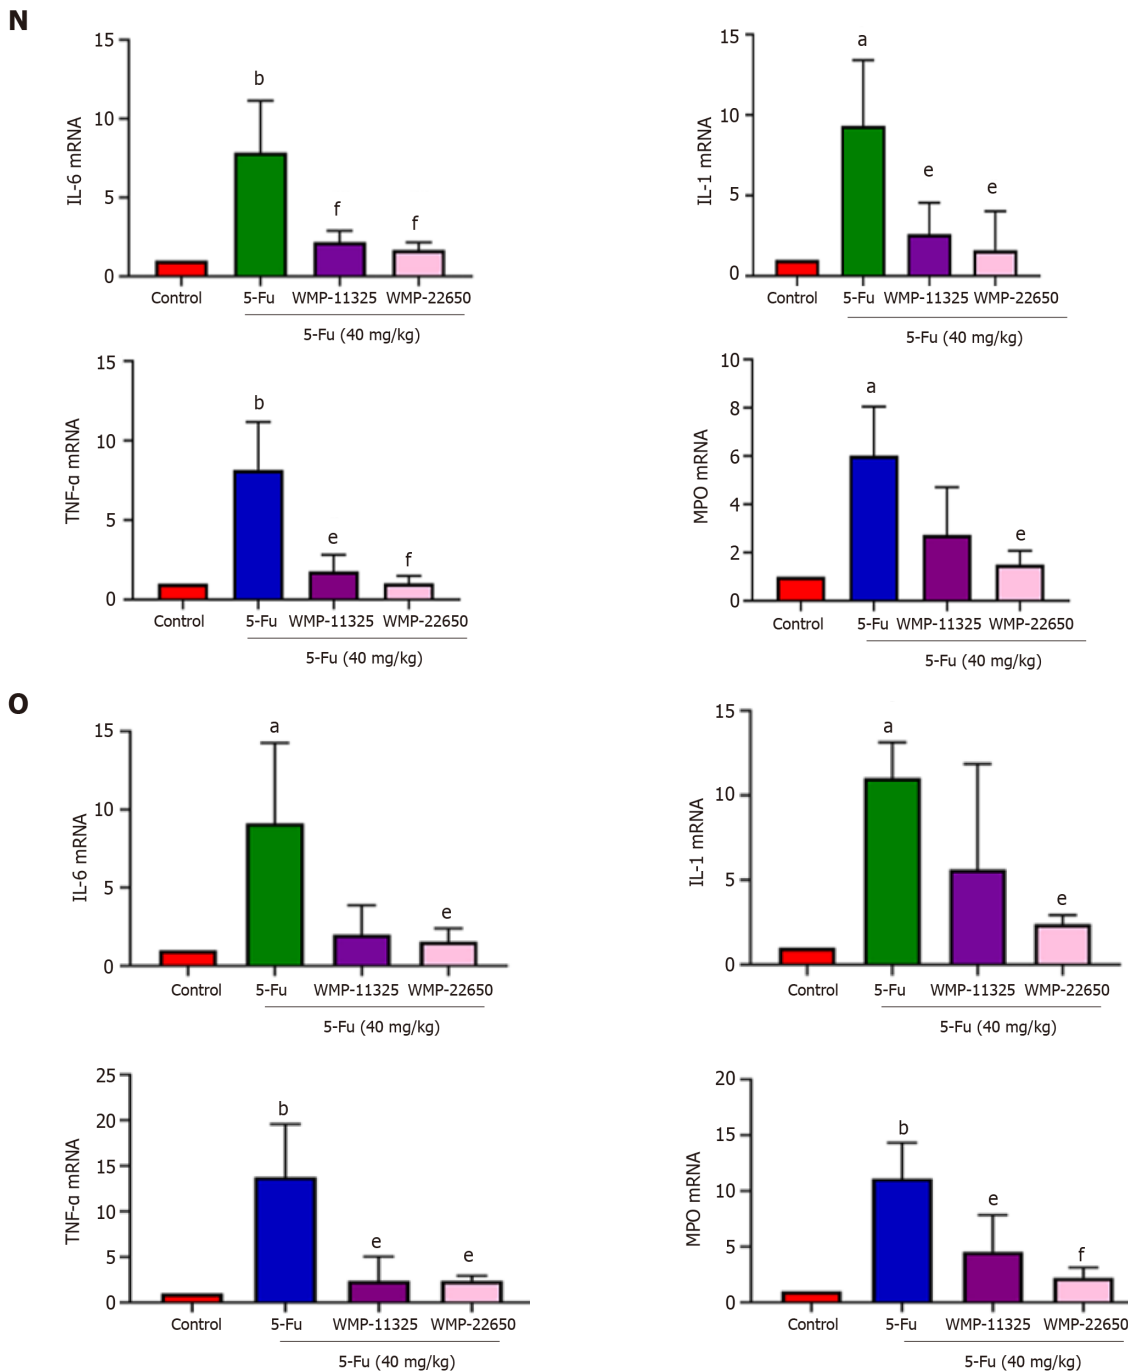 N
15
10
5
0
IL-6 mRNA
b
f
f
Control 5-Fu WMP-11325 WMP-22650
5-Fu (40 mg/kg)
15
10
5
0
IL-1 mRNA
a
e
e
Control 5-Fu WMP-11325 WMP-22650
5-Fu (40 mg/kg)
15
10
5
0
TNF-α mRNA
b
e
f
Control 5-Fu WMP-11325 WMP-22650
5-Fu (40 mg/kg)
10
8
6
4
2
0
MPO mRNA
a
e
Control 5-Fu WMP-11325 WMP-22650
5-Fu (40 mg/kg)
O
15
10
5
0
IL-6 mRNA
a
e
Control 5-Fu WMP-11325 WMP-22650
5-Fu (40 mg/kg)
15
10
5
0
IL-1 mRNA
a
e
Control 5-Fu WMP-11325 WMP-22650
5-Fu (40 mg/kg)
25
20
15
10
5
0
TNF-α mRNA
b
e
e
Control 5-Fu WMP-11325 WMP-22650
5-Fu (40 mg/kg)
20
15
10
5
0
MPO mRNA
b
e
f
Control 5-Fu WMP-11325 WMP-22650
5-Fu (40 mg/kg)